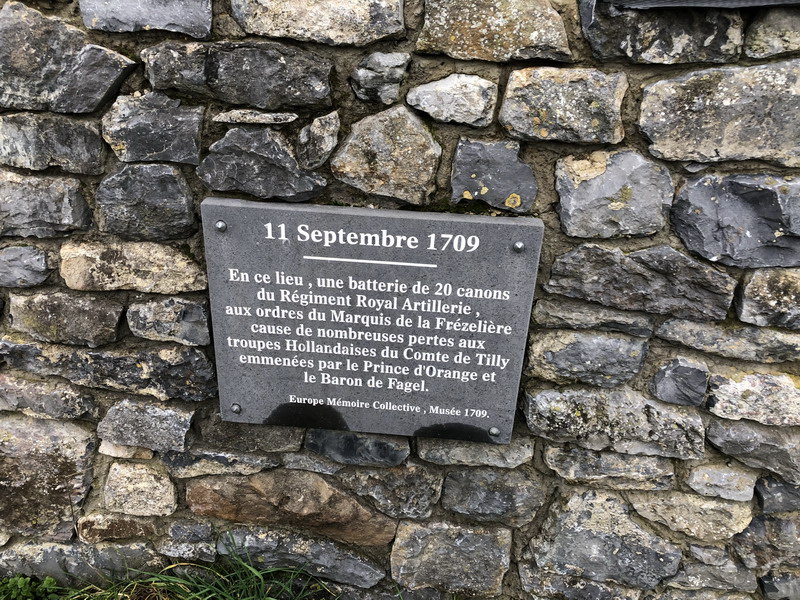 11 Septembre 1709
En ce lieu , une batterie de 20 canons
du Régiment Royal Artillerie ,
aux ordres du Marquis de la Frézelière
cause de nombreuses pertes aux
troupes Hollandaises du Comte de Tilly
emmenées par le Prince d'Orange et
le Baron de Fagel.
Europe Mémoire Collective , Musée 1709.